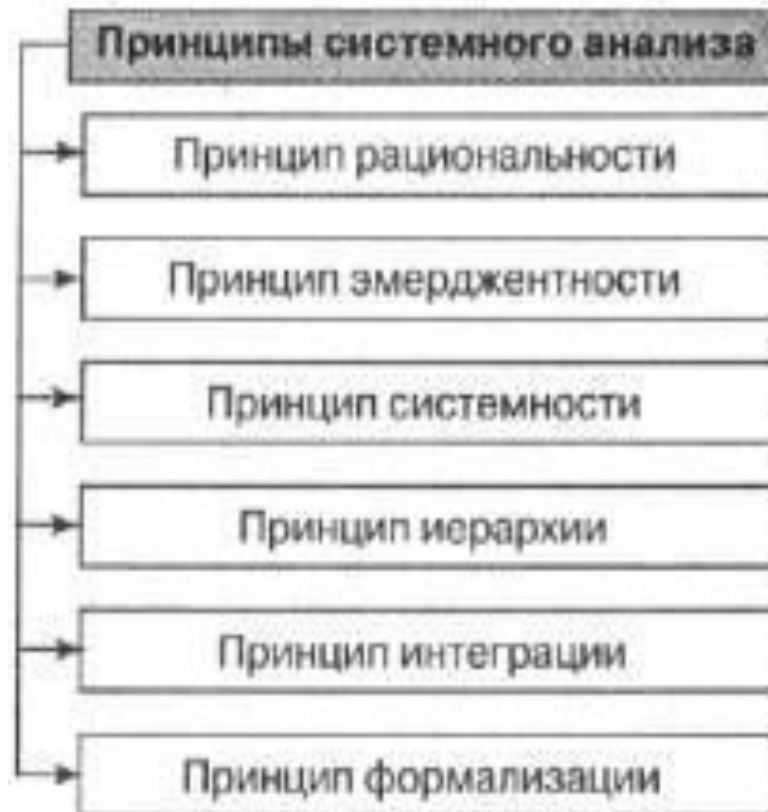 Принципы системного анализа
Принцип рациональности
Принцип эмерджентности
Принцип системности
Принцип иерархии
Принцип интеграции
Принцип формализации